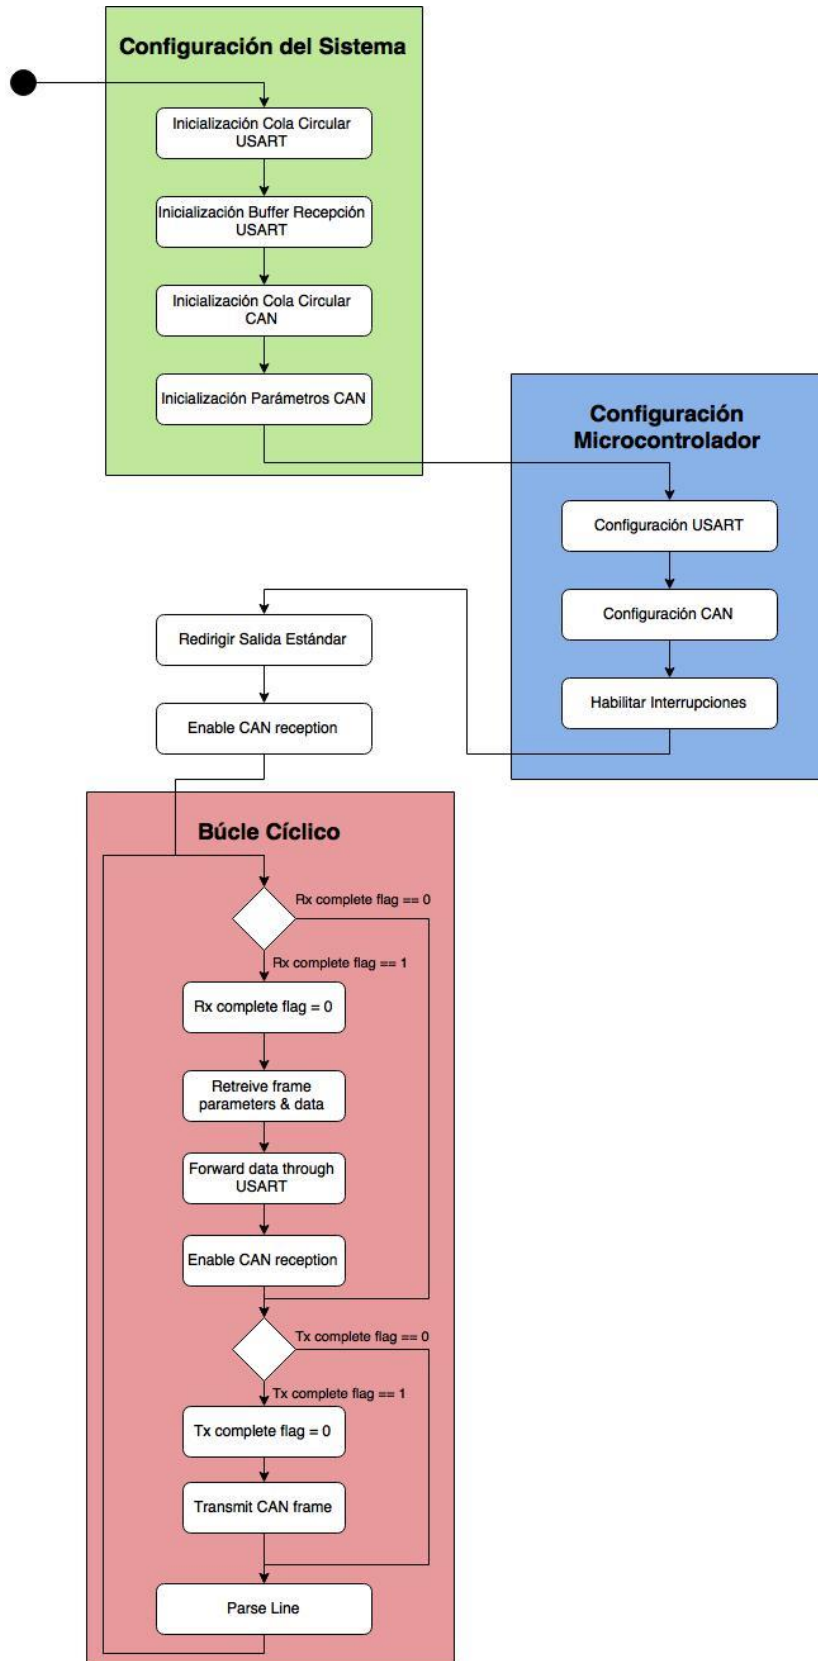 Configuración del Sistema
Inicialización Cola Circular
USART
Inicialización Buffer Recepción
USART
Inicialización Cola Circular
CAN
Inicialización Parámetros CAN
Configuración
Microcontrolador
Configuración USART
Configuración CAN
Habilitar Interrupciones
Redirigir Salida Estándar
Enable CAN reception
Búcle Cíclico
Rx complete flag == 0
Rx complete flag == 1
Rx complete flag = 0
Retreive frame
parameters & data
Forward data through
USART
Enable CAN reception
Tx complete flag == 0
Tx complete flag == 1
Tx complete flag = 0
Transmit CAN frame
Parse Line